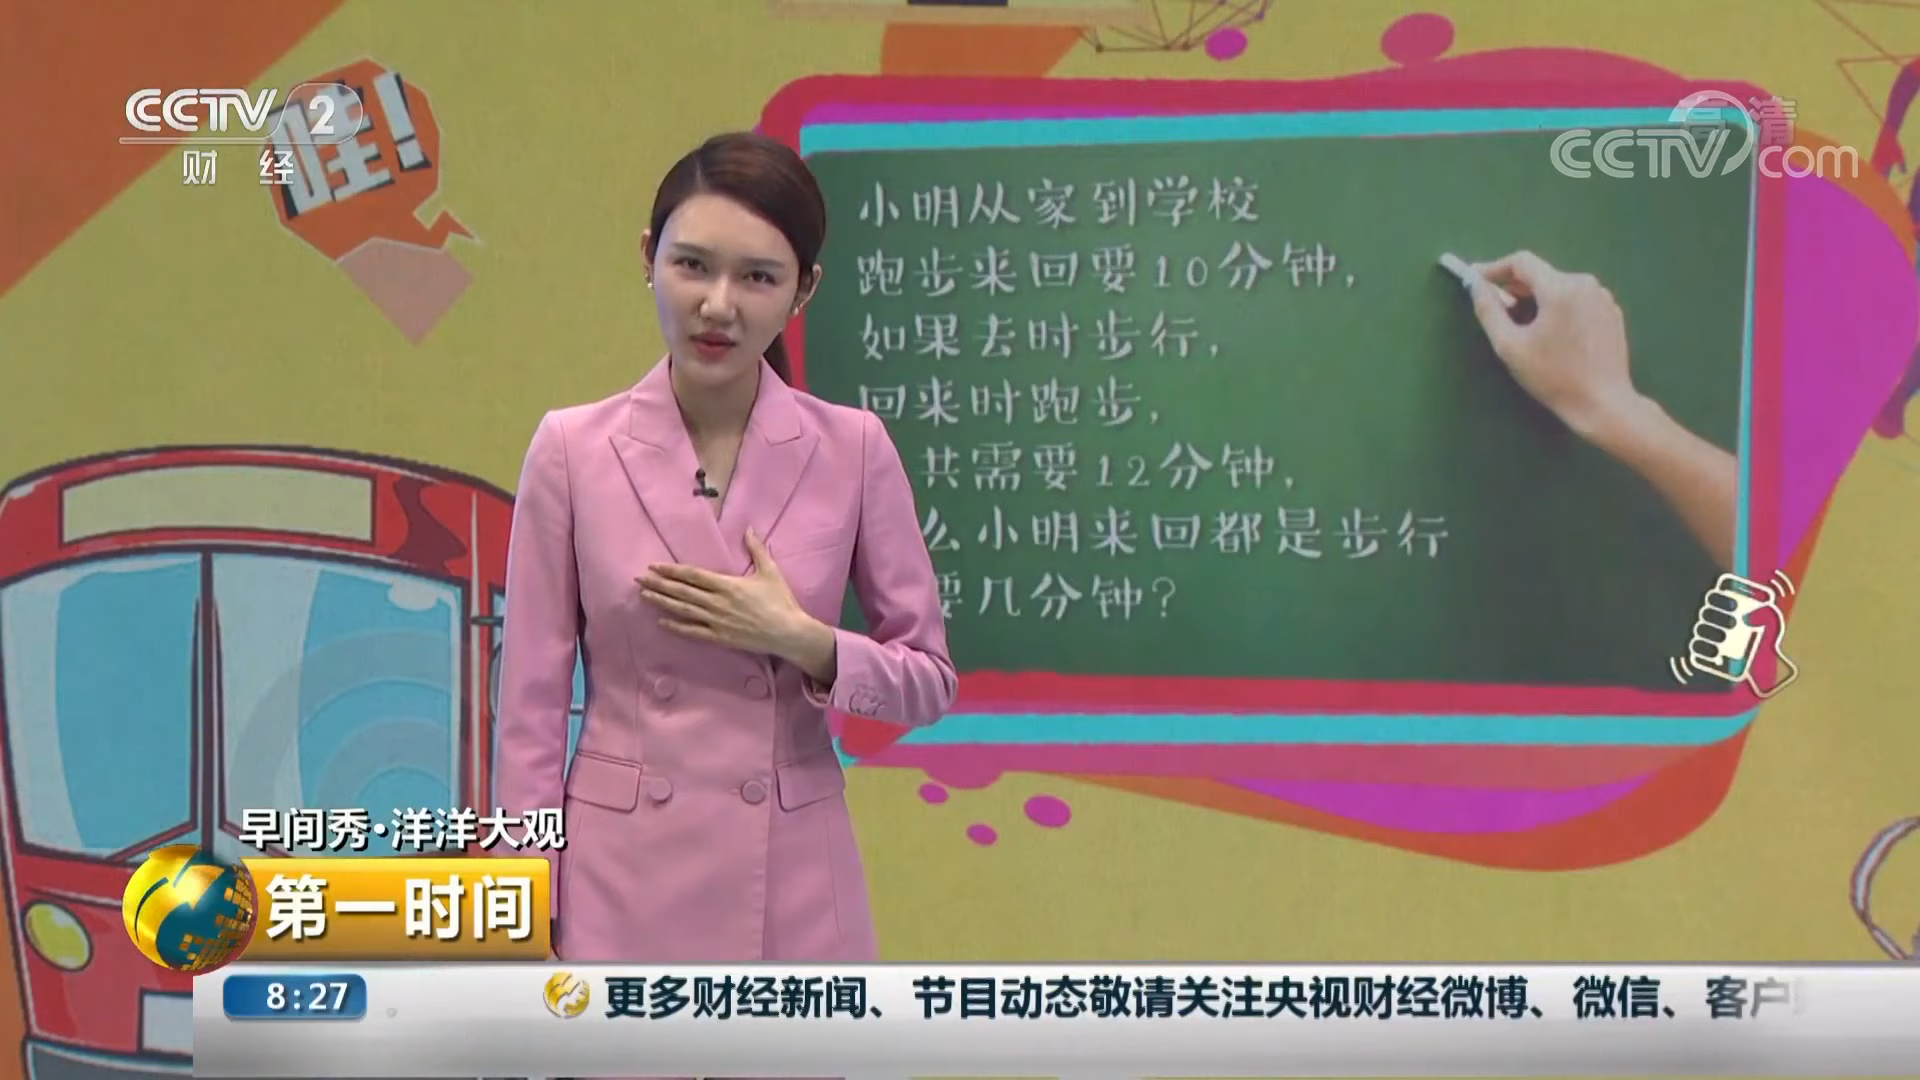 CCTV 2
财经
哇!
高清
CCTV.com
小明从家到学校
跑步来回要10分钟,
如果去时步行,
回来时跑步,
共需要12分钟,
么小明来回都是步行
要几分钟?
早间秀·洋洋大观
第一时间
8:27
更多财经新闻、节目动态敬请关注央视财经微博、微信、客户